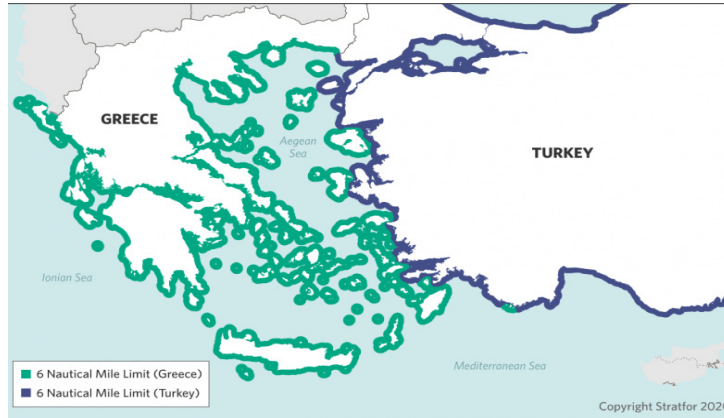 GREECE
Aegean
Sea
TURKEY
Ionian Sea
Mediterranean Sea
6 Nautical Mile Limit (Greece)
6 Nautical Mile Limit (Turkey)
Copyright Stratfor 2020